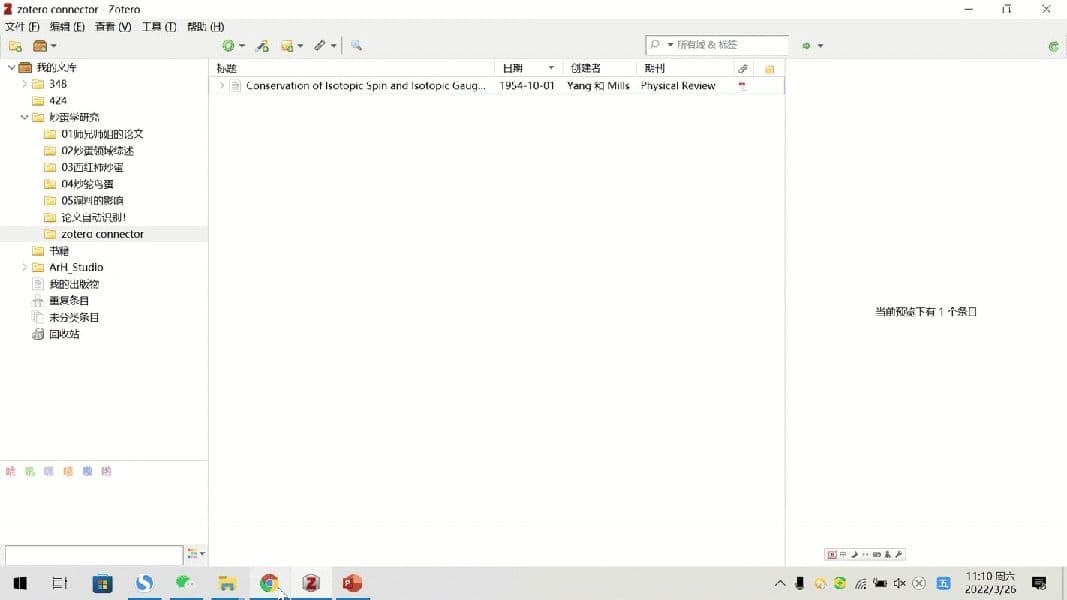 zotero connector - Zotero
文件 (F) 编辑 (E) 查看 (V) 工具 (T) 帮助 (H)
所有域 & 标签
我的文库
348
424
炒蛋学研究
01师兄师姐的论文
02炒蛋领域综述
03西红柿炒蛋
04炒鸵鸟蛋
05调料的影响
论文自动识别!
zotero connector
书籍
ArH_Studio
我的出版物
重复条目
未分类条目
回收站
标题 日期 创建者 期刊
Conservation of Isotopic Spin and Isotopic Gaug... 1954-10-01 Yang 和 Mills Physical Review
当前预览下有 1 个条目
中
五
11:10 周六
2022/3/26